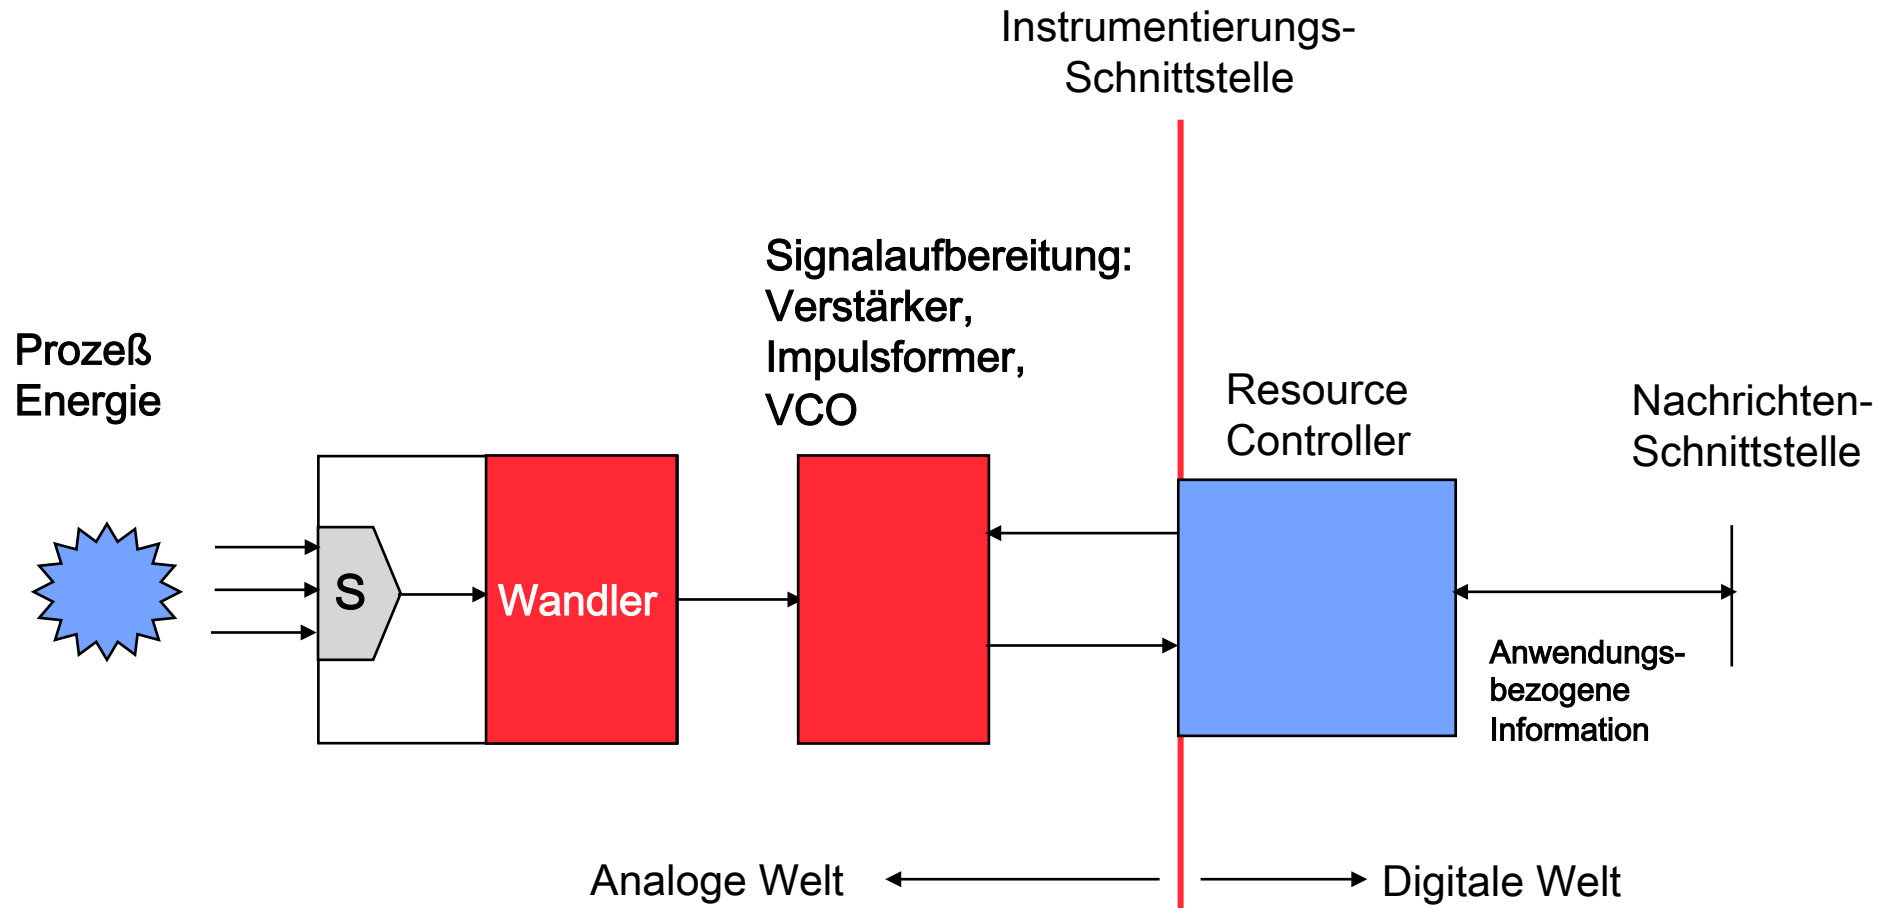 Instrumentierungs-
Schnittstelle
Signalaufbereitung:
Verstärker,
Impulsformer,
VCO
Prozeß
Energie
Resource
Controller
Nachrichten-
Schnittstelle
S
Wandler
Anwendungs-
bezogene
Information
Analoge Welt
Digitale Welt